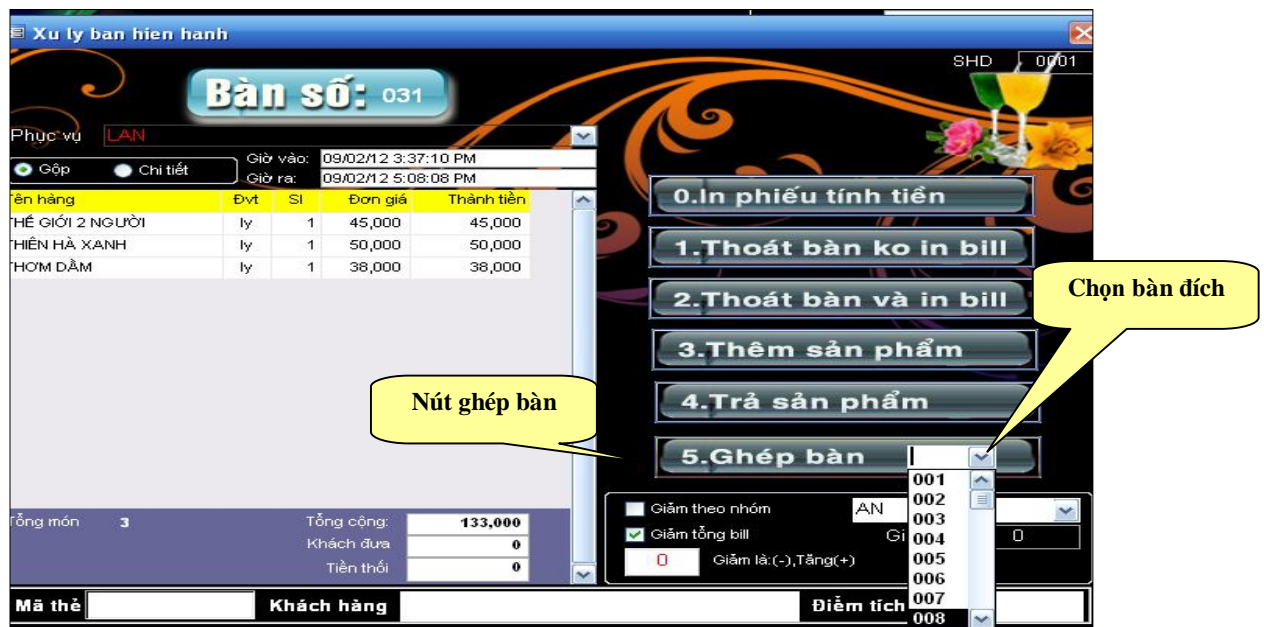 Xu ly ban hien hanh
SHD 0001
Bàn số: 031
Phục vụ LAN
Gộp Chi tiết
Giờ vào: 09/02/12 3:37:10 PM
Giờ ra: 09/02/12 5:08:08 PM
Tên hàng Đvt Sl Đơn giá Thành tiền
THẾ GIỚI 2 NGƯỜI ly 1 45,000 45,000
THIÊN HÀ XANH ly 1 50,000 50,000
THƠM DẦM ly 1 38,000 38,000
Tổng món 3
Tổng cộng: 133,000
Khách đưa 0
Tiền thối 0
0.In phiếu tính tiền
1.Thoát bàn ko in bill
2.Thoát bàn và in bill
3.Thêm sản phẩm
4.Trả sản phẩm
5.Ghép bàn
Chọn bàn đích
Nút ghép bàn
001
002
003
004
005
006
007
008
Giảm theo nhóm AN
Giảm tổng bill Gi 0
0 Giảm là:(-),Tăng(+)
Mã thẻ Khách hàng Điểm tích